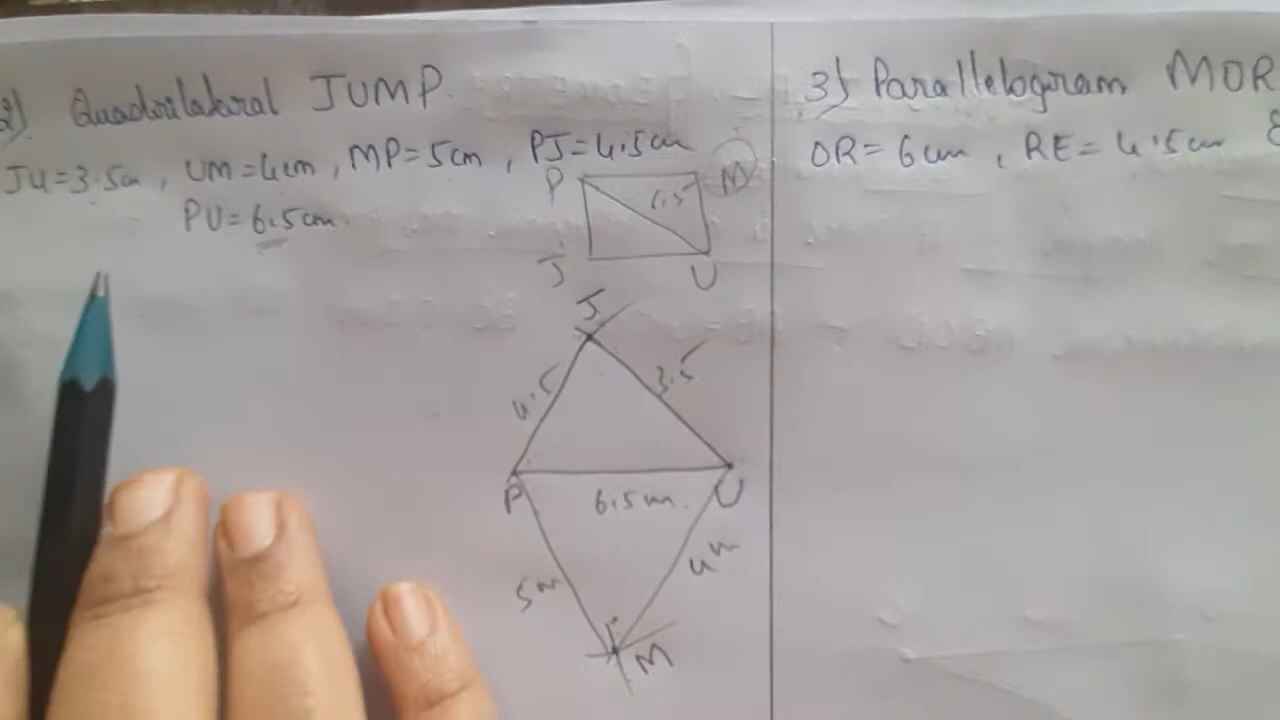 2) Quadrilateral JUMP
JU=3.5cm, UM=4cm, MP=5cm, PJ=4.5cm
PU=6.5cm
P
M
6.5
J
U
J
4.5
3.5
P
6.5cm
U
5cm
4cm
M
3) Parallelogram MOR
OR=6cm, RE=4.5cm &